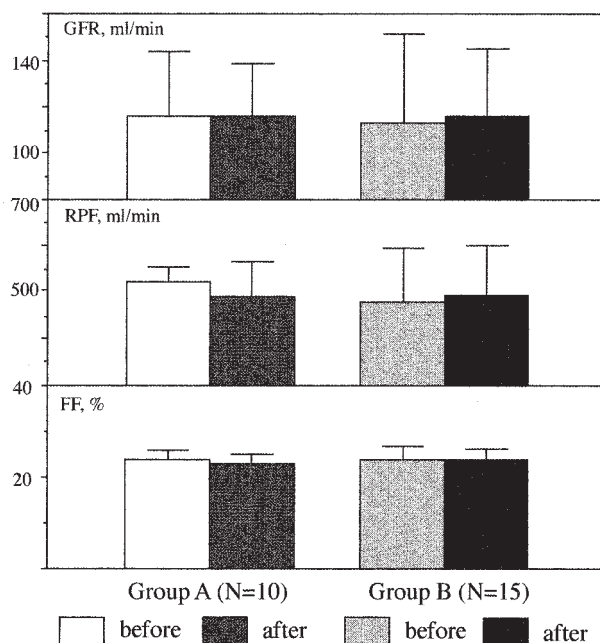 GFR, ml/min
140
100
700
RPF, ml/min
500
40
FF, %
20
0
Group A (N=10) Group B (N=15)
before after before after